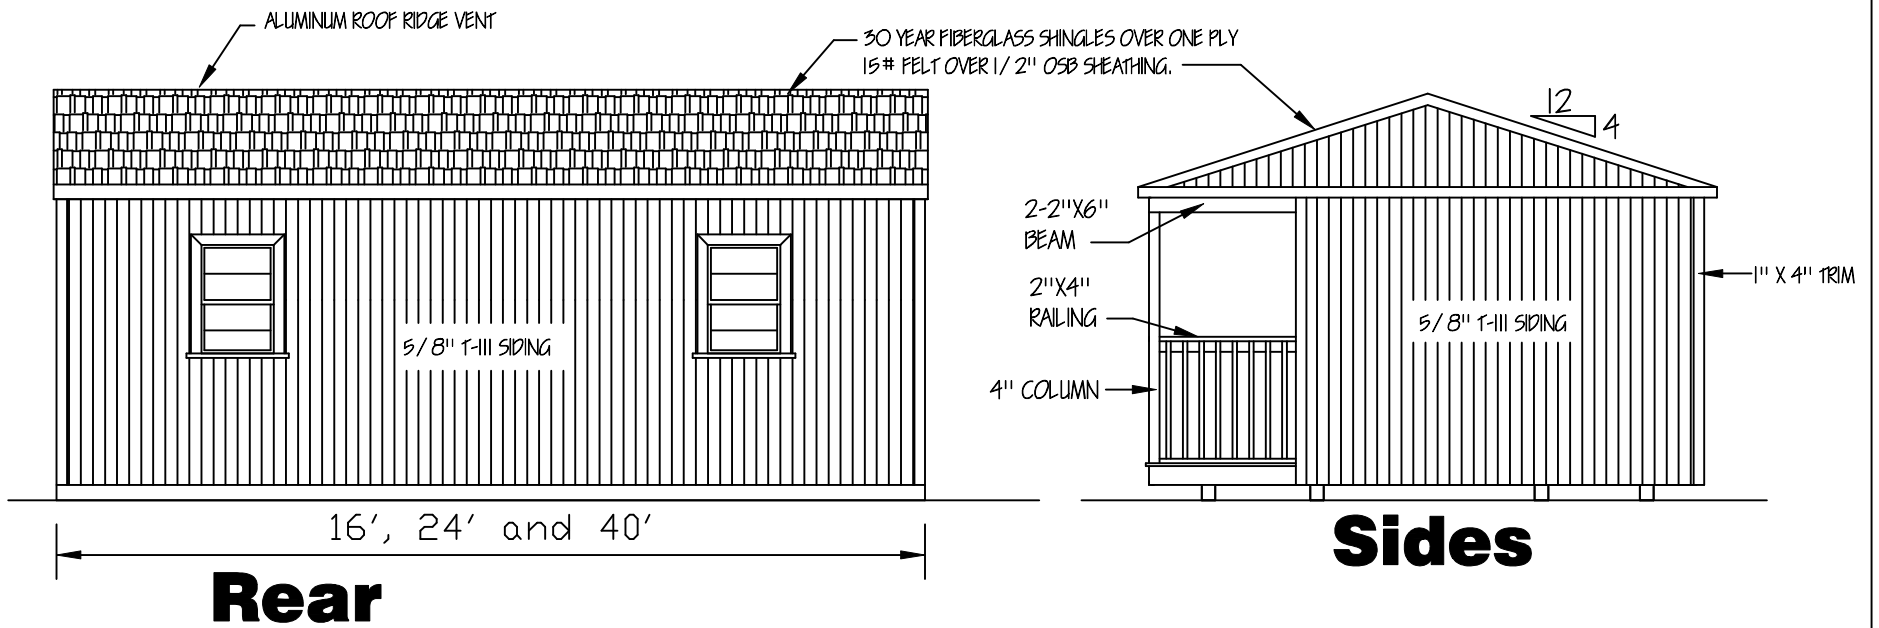 ALUMINUM ROOF RIDGE VENT
30 YEAR FIBERGLASS SHINGLES OVER ONE PLY
15# FELT OVER 1/2" OSB SHEATHING.
12
4
2-2"X6"
BEAM
2"X4"
RAILING
4" COLUMN
1" X 4" TRIM
5/8" T-111 SIDING
5/8" T-111 SIDING
16', 24' and 40'
Rear
Sides